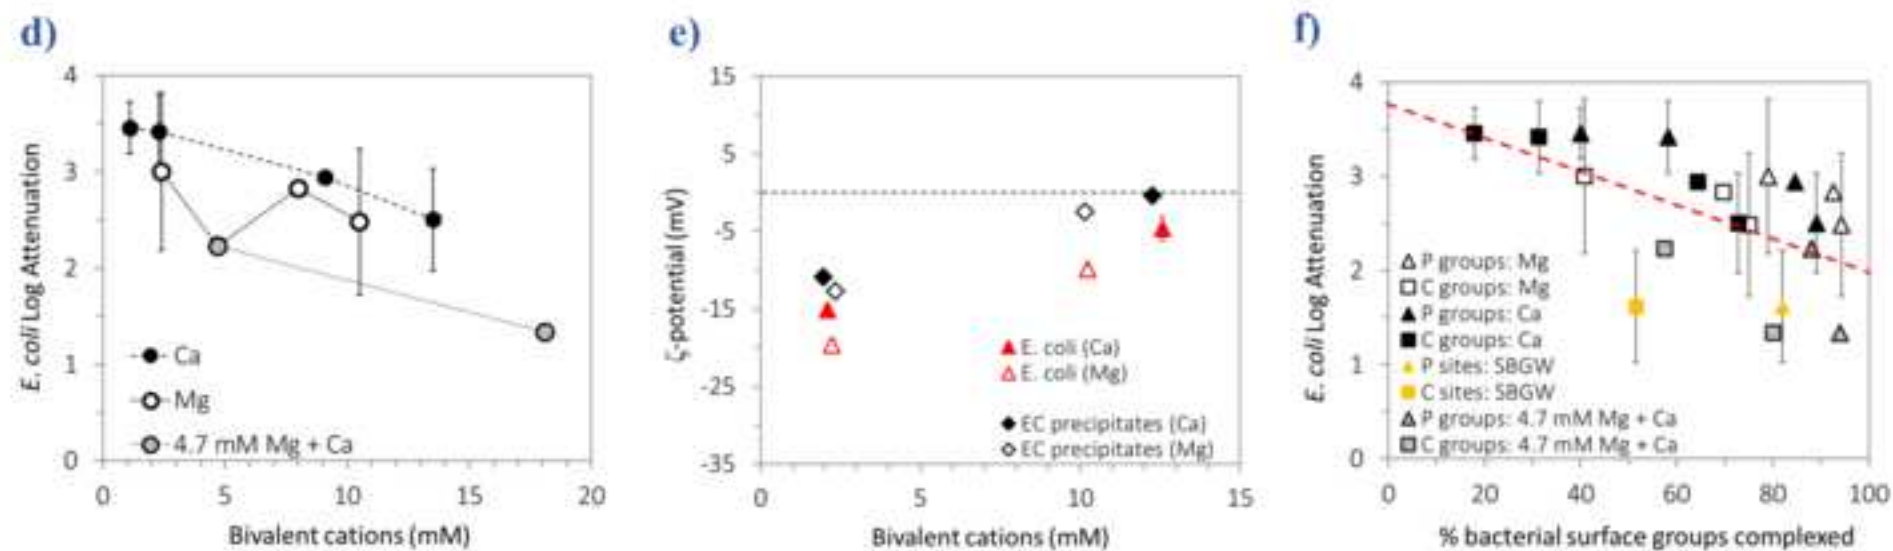 d)
E. coli Log Attenuation
4
3
2
1
0
Ca
Mg
4.7 mM Mg + Ca
0 5 10 15 20
Bivalent cations (mM)
e)
ζ-potential (mV)
15
5
-5
-15
-25
-35
E. coli (Ca)
E. coli (Mg)
EC precipitates (Ca)
EC precipitates (Mg)
0 5 10 15
Bivalent cations (mM)
f)
E. coli Log Attenuation
4
3
2
1
0
P groups: Mg
C groups: Mg
P groups: Ca
C groups: Ca
P sites: SBGW
C sites: SBGW
P groups: 4.7 mM Mg + Ca
C groups: 4.7 mM Mg + Ca
0 20 40 60 80 100
% bacterial surface groups complexed